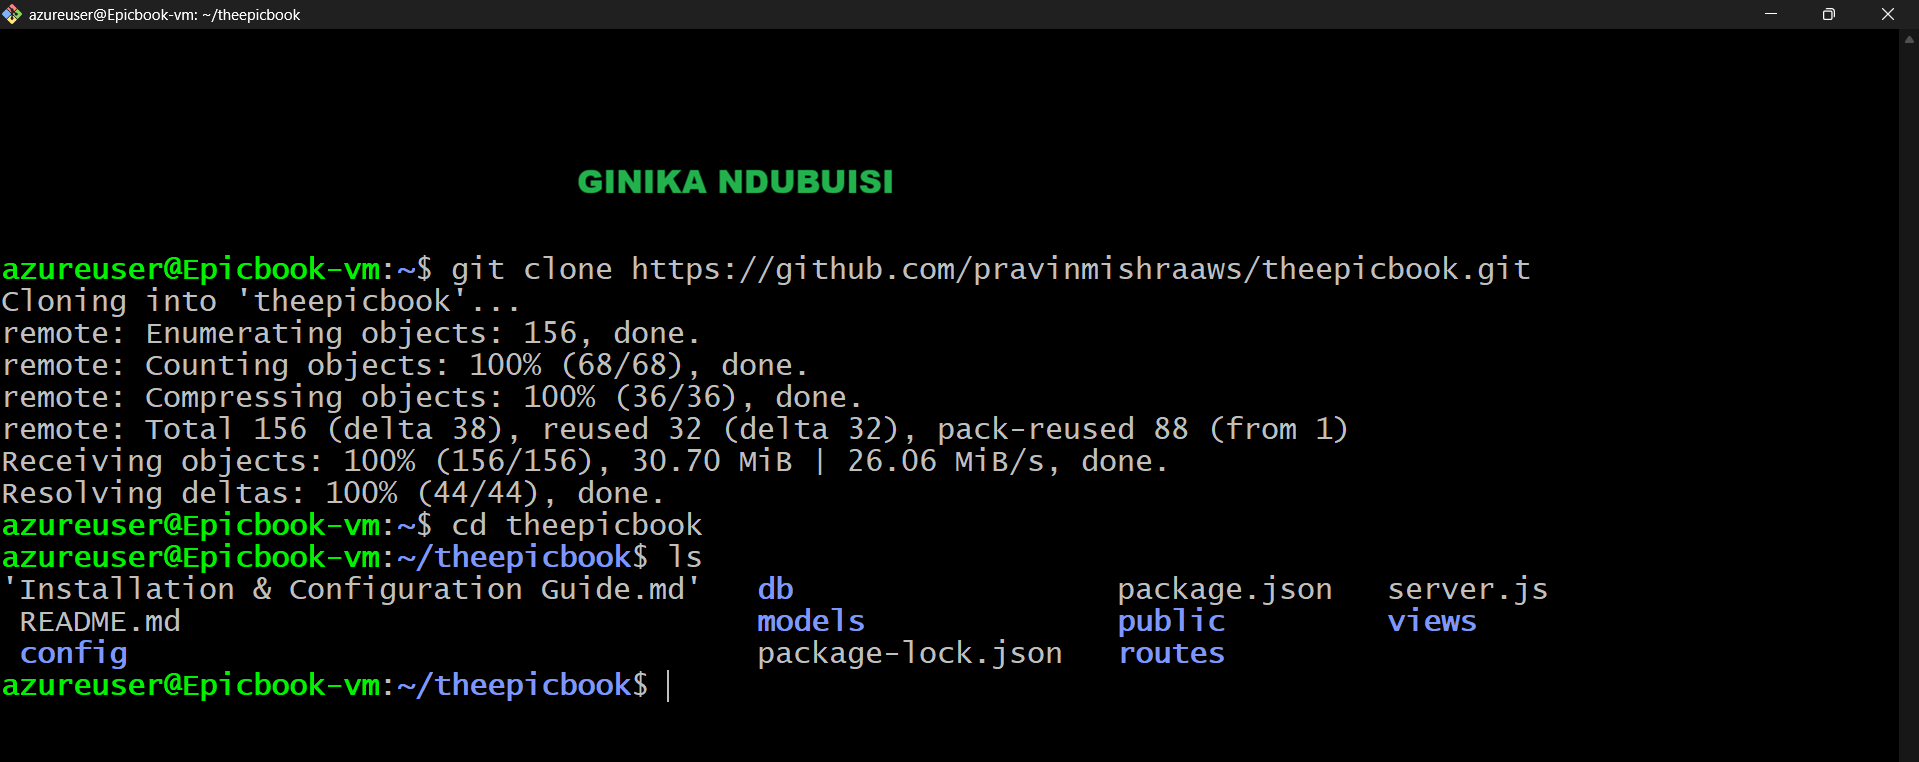 azureuser@Epicbook-vm: ~/theepicbook
GINIKA NDUBUISI
azureuser@Epicbook-vm:~$ git clone https://github.com/pravinmishraaws/theepicbook.git
Cloning into 'theepicbook'...
remote: Enumerating objects: 156, done.
remote: Counting objects: 100% (68/68), done.
remote: Compressing objects: 100% (36/36), done.
remote: Total 156 (delta 38), reused 32 (delta 32), pack-reused 88 (from 1)
Receiving objects: 100% (156/156), 30.70 MiB | 26.06 MiB/s, done.
Resolving deltas: 100% (44/44), done.
azureuser@Epicbook-vm:~$ cd theepicbook
azureuser@Epicbook-vm:~/theepicbook$ ls
'Installation & Configuration Guide.md'   db                  package.json   server.js
 README.md                                models              public         views
 config                                   package-lock.json   routes
azureuser@Epicbook-vm:~/theepicbook$